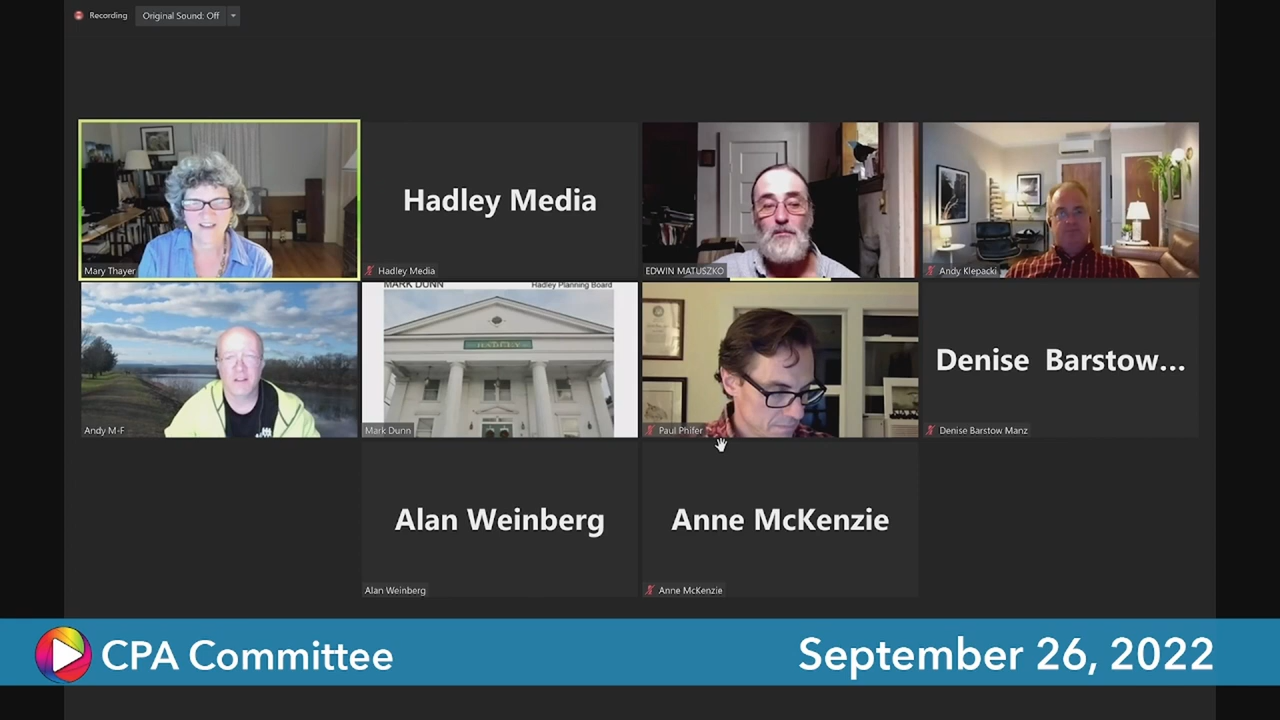 Recording
Original Sound: Off
Mary Thayer
Hadley Media
Hadley Media
EDWIN MATUSZKO
Andy Klepacki
Andy M-F
MARK DUNN
Hadley Planning Board
HADLEY
Mark Dunn
Paul Phifer
Denise Barstow...
Denise Barstow Manz
Alan Weinberg
Alan Weinberg
Anne McKenzie
Anne McKenzie
CPA Committee
September 26, 2022